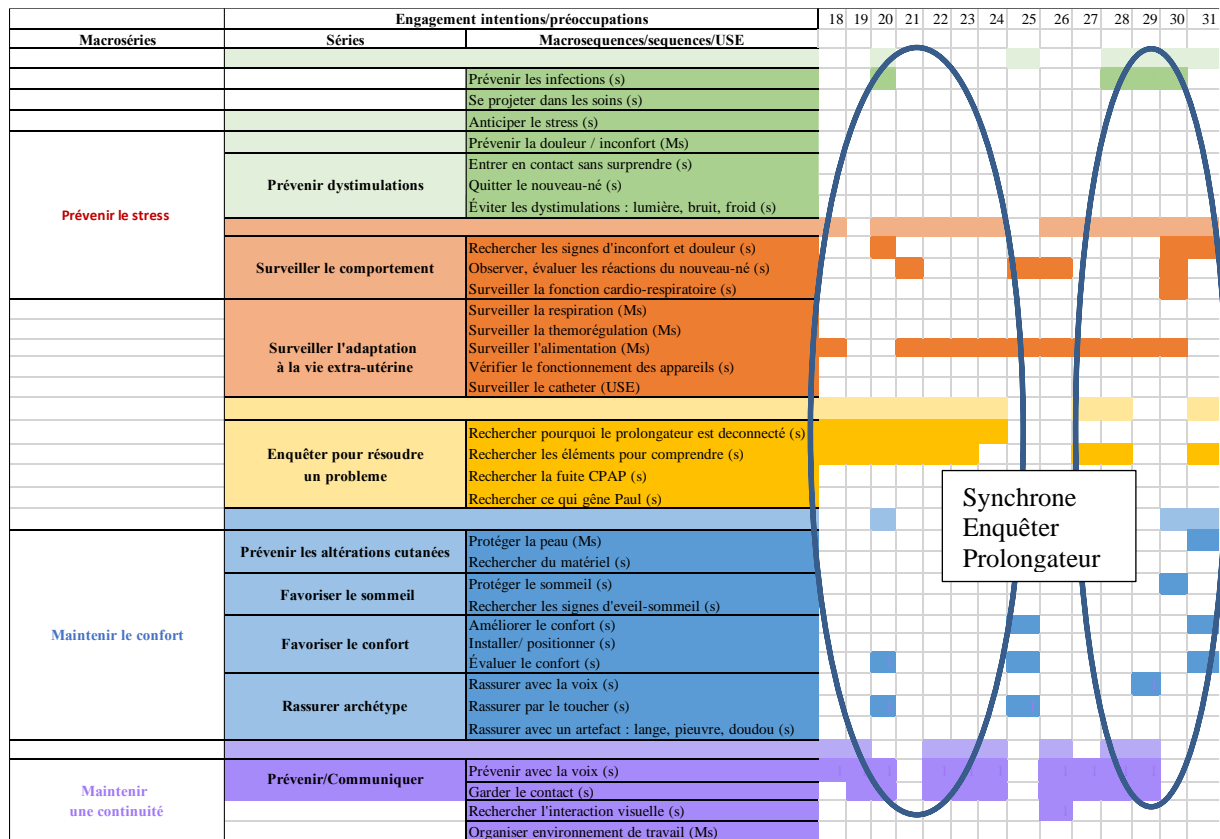 Engagement intentions/préoccupations
18 19 20 21 22 23 24 25 26 27 28 29 30 31
Macroséries Séries Macrosequences/sequences/USE
Prévenir les infections (s)
Se projeter dans les soins (s)
Anticiper le stress (s)
Prévenir la douleur / inconfort (Ms)
Prévenir dystimulations
Entrer en contact sans surprendre (s)
Quitter le nouveau-né (s)
Éviter les dystimulations : lumière, bruit, froid (s)
Prévenir le stress
Surveiller le comportement
Rechercher les signes d'inconfort et douleur (s)
Observer, évaluer les réactions du nouveau-né (s)
Surveiller la fonction cardio-respiratoire (s)
Surveiller l'adaptation
à la vie extra-utérine
Surveiller la respiration (Ms)
Surveiller la themorégulation (Ms)
Surveiller l'alimentation (Ms)
Vérifier le fonctionnement des appareils (s)
Surveiller le catheter (USE)
Enquêter pour résoudre
un probleme
Rechercher pourquoi le prolongateur est deconnecté (s)
Rechercher les éléments pour comprendre (s)
Rechercher la fuite CPAP (s)
Rechercher ce qui gêne Paul (s)
Synchrone
Enquêter
Prolongateur
Maintenir le confort
Prévenir les altérations cutanées
Protéger la peau (Ms)
Rechercher du matériel (s)
Favoriser le sommeil
Protéger le sommeil (s)
Rechercher les signes d'eveil-sommeil (s)
Favoriser le confort
Améliorer le confort (s)
Installer/ positionner (s)
Évaluer le confort (s)
Rassurer archétype
Rassurer avec la voix (s)
Rassurer par le toucher (s)
Rassurer avec un artefact : lange, pieuvre, doudou (s)
Maintenir
une continuité
Prévenir/Communiquer
Prévenir avec la voix (s)
Garder le contact (s)
Rechercher l'interaction visuelle (s)
Organiser environnement de travail (Ms)